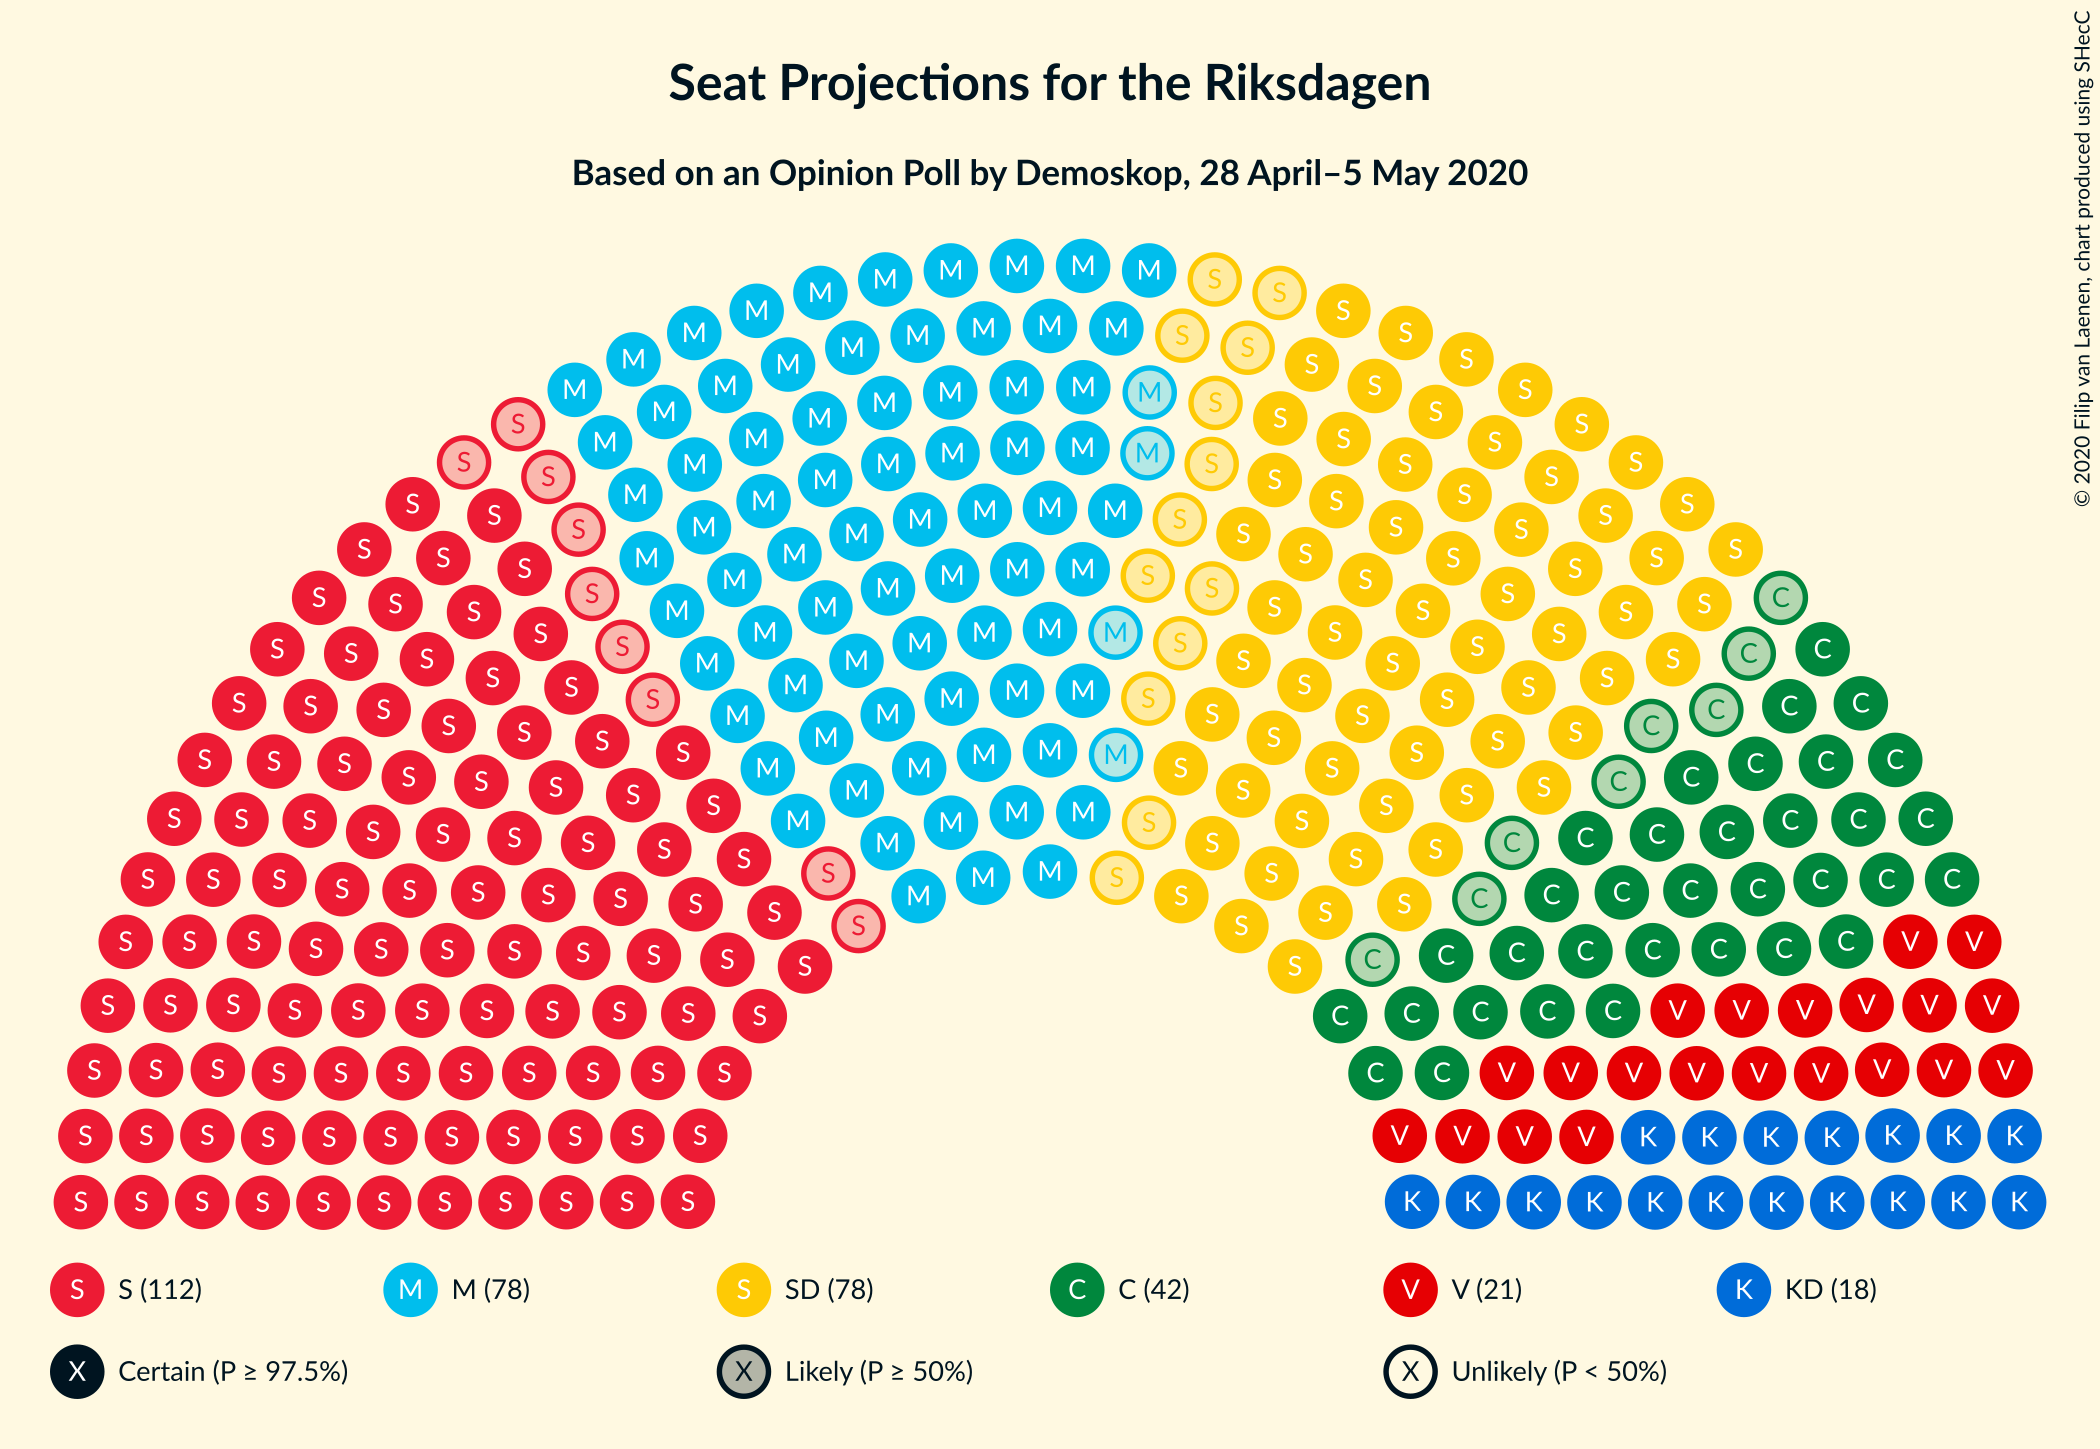 Seat Projections for the Riksdagen
Based on an Opinion Poll by Demoskop, 28 April–5 May 2020
© 2020 Filip van Laenen, chart produced using SHecC
S S (112) M M (78) S SD (78) C C (42) V V (21) K KD (18)
X Certain (P ≥ 97.5%) X Likely (P ≥ 50%) X Unlikely (P < 50%)